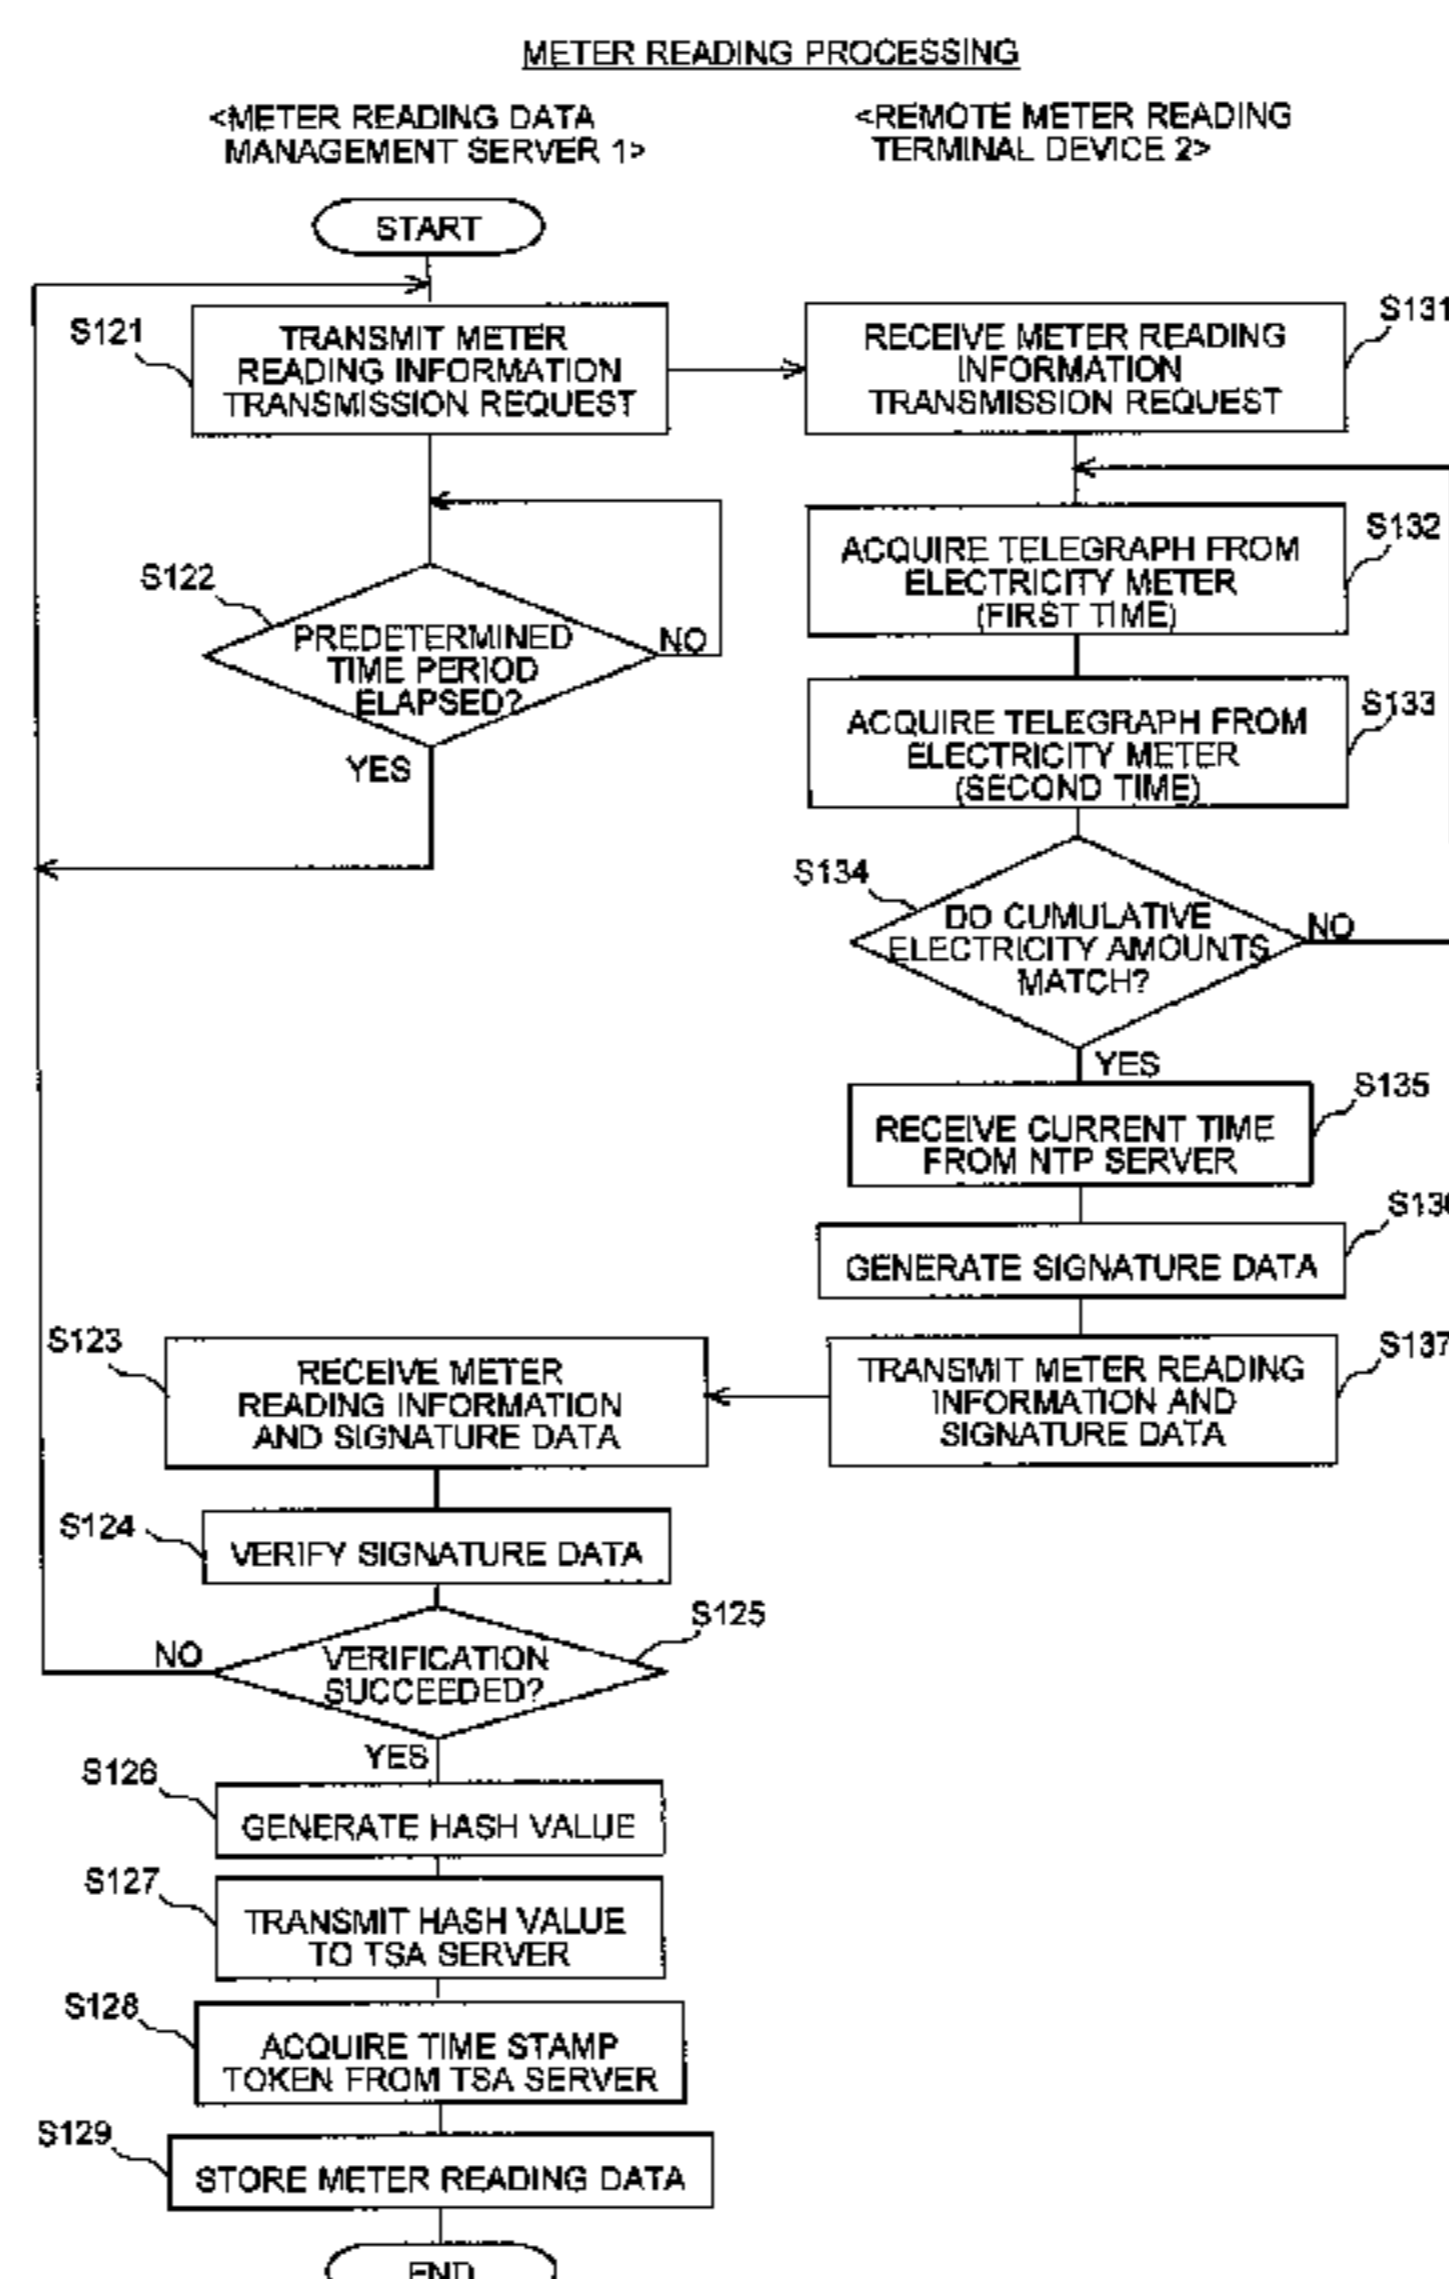 METER READING PROCESSING
<METER READING DATA
MANAGEMENT SERVER 1>
<REMOTE METER READING
TERMINAL DEVICE 2>
START
S121
TRANSMIT METER
READING INFORMATION
TRANSMISSION REQUEST
S131
RECEIVE METER READING
INFORMATION
TRANSMISSION REQUEST
S122
PREDETERMINED
TIME PERIOD
ELAPSED?
NO
YES
S132
ACQUIRE TELEGRAPH FROM
ELECTRICITY METER
(FIRST TIME)
S133
ACQUIRE TELEGRAPH FROM
ELECTRICITY METER
(SECOND TIME)
S134
DO CUMULATIVE
ELECTRICITY AMOUNTS
MATCH?
NO
YES
S135
RECEIVE CURRENT TIME
FROM NTP SERVER
S136
GENERATE SIGNATURE DATA
S137
TRANSMIT METER READING
INFORMATION AND
SIGNATURE DATA
S123
RECEIVE METER
READING INFORMATION
AND SIGNATURE DATA
S124
VERIFY SIGNATURE DATA
S125
VERIFICATION
SUCCEEDED?
NO
YES
S126
GENERATE HASH VALUE
S127
TRANSMIT HASH VALUE
TO TSA SERVER
S128
ACQUIRE TIME STAMP
TOKEN FROM TSA SERVER
S129
STORE METER READING DATA
END